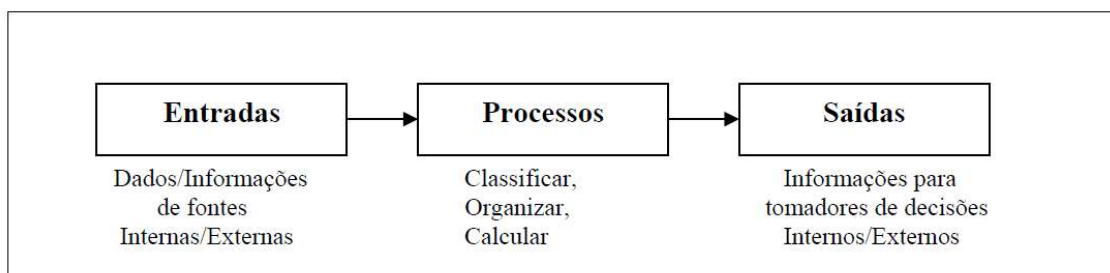 Entradas
Processos
Saídas
Dados/Informações
de fontes
Internas/Externas
Classificar,
Organizar,
Calcular
Informações para
tomadores de decisões
Internos/Externos